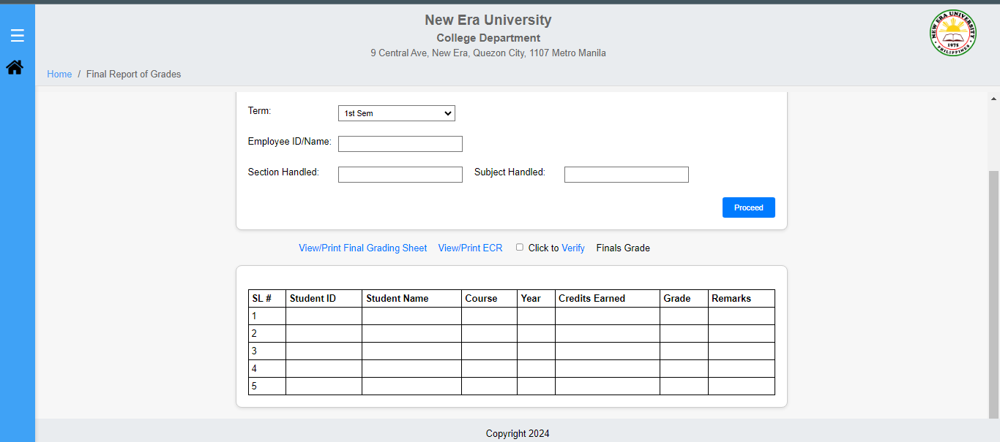 New Era University
College Department
9 Central Ave, New Era, Quezon City, 1107 Metro Manila
NEW ERA UNIVERSITY
1975
PHILIPPINES
Home / Final Report of Grades
Term: 1st Sem
Employee ID/Name:
Section Handled: Subject Handled:
Proceed
View/Print Final Grading Sheet View/Print ECR Click to Verify Finals Grade
SL # Student ID Student Name Course Year Credits Earned Grade Remarks
1
2
3
4
5
Copyright 2024